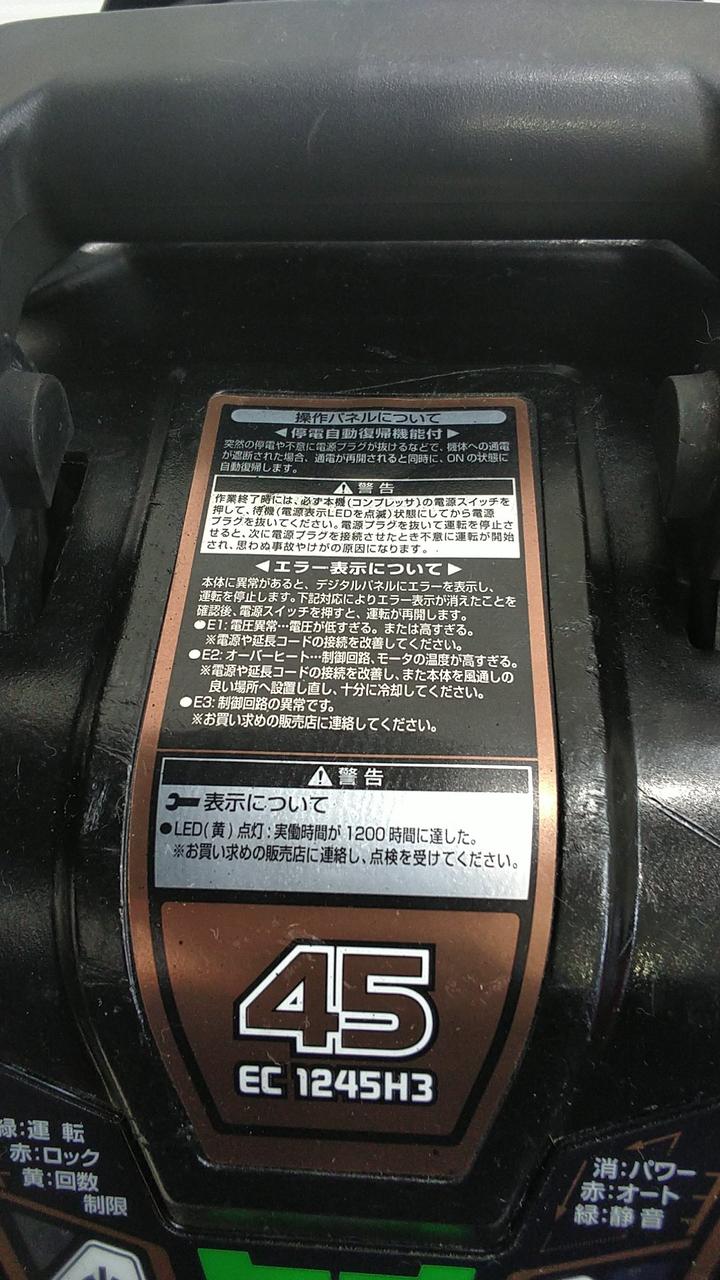 操作パネルについて
◀停電自動復帰機能付▶
突然の停電や不意に電源プラグが抜けるなどで、機体への通電
が遮断された場合、通電が再開されると同時に、ONの状態に
自動復帰します。
⚠警告
作業終了時には、必ず本機(コンプレッサ)の電源スイッチを
押して、待機(電源表示LEDを点滅)状態にしてから電源
プラグを抜いてください。電源プラグを抜いて運転を停止さ
せると、次に電源プラグを接続させたとき不意に運転が開始
され、思わぬ事故やけがの原因になります。
◀エラー表示について▶
本体に異常があると、デジタルパネルにエラーを表示し、
運転を停止します。下記対応によりエラー表示が消えたことを
確認後、電源スイッチを押すと、運転が再開します。
●E1: 電圧異常…電圧が低すぎる。または高すぎる。
※電源や延長コードの接続を改善してください。
●E2: オーバーヒート…制御回路、モータの温度が高すぎる。
※電源や延長コードの接続を改善し、また本体を風通しの
良い場所へ設置し直し、十分に冷却してください。
●E3: 制御回路の異常です。
※お買い求めの販売店に連絡してください。
⚠警告
表示について
●LED(黄)点灯:実働時間が1200時間に達した。
※お買い求めの販売店に連絡し、点検を受けてください。
45
EC 1245H3
緑:運転
赤:ロック
黄:回数
制限
消:パワー
赤:オート
緑:静音